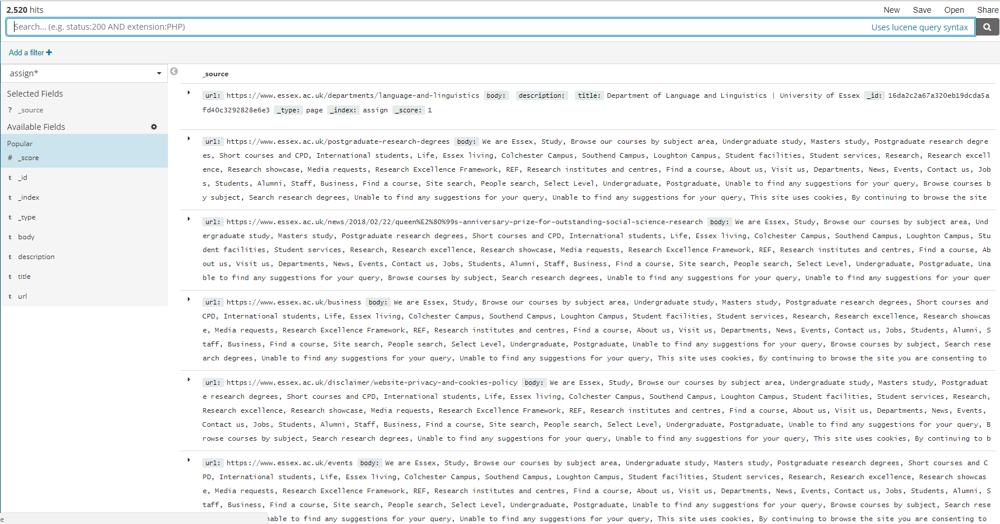 2,520 hits
New Save Open Share
Search... (e.g. status:200 AND extension:PHP)
Uses lucene query syntax
Add a filter
assign*
Selected Fields
? _source
Available Fields
Popular
# _score
t _id
t _index
t _type
t body
t description
t title
t url
_source
url: https://www.essex.ac.uk/departments/language-and-linguistics body: description: title: Department of Language and Linguistics | University of Essex _id: 16da2c2a67a320eb19dcda5a
fd40c3292828e6e3 _type: page _index: assign _score: 1
url: https://www.essex.ac.uk/postgraduate-research-degrees body: We are Essex, Study, Browse our courses by subject area, Undergraduate study, Masters study, Postgraduate research degre
es, Short courses and CPD, International students, Life, Essex living, Colchester Campus, Southend Campus, Loughton Campus, Student facilities, Student services, Research, Research excell
ence, Research showcase, Media requests, Research Excellence Framework, REF, Research institutes and centres, Find a course, About us, Visit us, Departments, News, Events, Contact us, Job
s, Students, Alumni, Staff, Business, Find a course, Site search, People search, Select Level, Undergraduate, Postgraduate, Unable to find any suggestions for your query, Browse courses b
y subject, Search research degrees, Unable to find any suggestions for your query, Unable to find any suggestions for your query, This site uses cookies, By continuing to browse the site
url: https://www.essex.ac.uk/news/2018/02/22/queen%E2%80%99s-anniversary-prize-for-outstanding-social-science-research body: We are Essex, Study, Browse our courses by subject area, Und
ergraduate study, Masters study, Postgraduate research degrees, Short courses and CPD, International students, Life, Essex living, Colchester Campus, Southend Campus, Loughton Campus, Stu
dent facilities, Student services, Research, Research excellence, Research showcase, Media requests, Research Excellence Framework, REF, Research institutes and centres, Find a course, Ab
out us, Visit us, Departments, News, Events, Contact us, Jobs, Students, Alumni, Staff, Business, Find a course, Site search, People search, Select Level, Undergraduate, Postgraduate, Una
ble to find any suggestions for your query, Browse courses by subject, Search research degrees, Unable to find any suggestions for your query, Unable to find any suggestions for your quer
url: https://www.essex.ac.uk/business body: We are Essex, Study, Browse our courses by subject area, Undergraduate study, Masters study, Postgraduate research degrees, Short courses and
CPD, International students, Life, Essex living, Colchester Campus, Southend Campus, Loughton Campus, Student facilities, Student services, Research, Research excellence, Research showcas
e, Media requests, Research Excellence Framework, REF, Research institutes and centres, Find a course, About us, Visit us, Departments, News, Events, Contact us, Jobs, Students, Alumni, S
taff, Business, Find a course, Site search, People search, Select Level, Undergraduate, Postgraduate, Unable to find any suggestions for your query, Browse courses by subject, Search rese
arch degrees, Unable to find any suggestions for your query, Unable to find any suggestions for your query, This site uses cookies, By continuing to browse the site you are consenting to
url: https://www.essex.ac.uk/disclaimer/website-privacy-and-cookies-policy body: We are Essex, Study, Browse our courses by subject area, Undergraduate study, Masters study, Postgraduat
e research degrees, Short courses and CPD, International students, Life, Essex living, Colchester Campus, Southend Campus, Loughton Campus, Student facilities, Student services, Research,
Research excellence, Research showcase, Media requests, Research Excellence Framework, REF, Research institutes and centres, Find a course, About us, Visit us, Departments, News, Events,
Contact us, Jobs, Students, Alumni, Staff, Business, Find a course, Site search, People search, Select Level, Undergraduate, Postgraduate, Unable to find any suggestions for your query, B
rowse courses by subject, Search research degrees, Unable to find any suggestions for your query, Unable to find any suggestions for your query, This site uses cookies, By continuing to b
url: https://www.essex.ac.uk/events body: We are Essex, Study, Browse our courses by subject area, Undergraduate study, Masters study, Postgraduate research degrees, Short courses and C
PD, International students, Life, Essex living, Colchester Campus, Southend Campus, Loughton Campus, Student facilities, Student services, Research, Research excellence, Research showcas
e, Media requests, Research Excellence Framework, REF, Research institutes and centres, Find a course, About us, Visit us, Departments, News, Events, Contact us, Jobs, Students, Alumni, S
taff, Business, Find a course, Site search, People search, Select Level, Undergraduate, Postgraduate, Unable to find any suggestions for your query, Browse courses by subject, Search rese
e nable to find any suggestions for your query, Unable to find any suggestions for your query, This site uses cookies, By continuing to browse the site you are consenting to